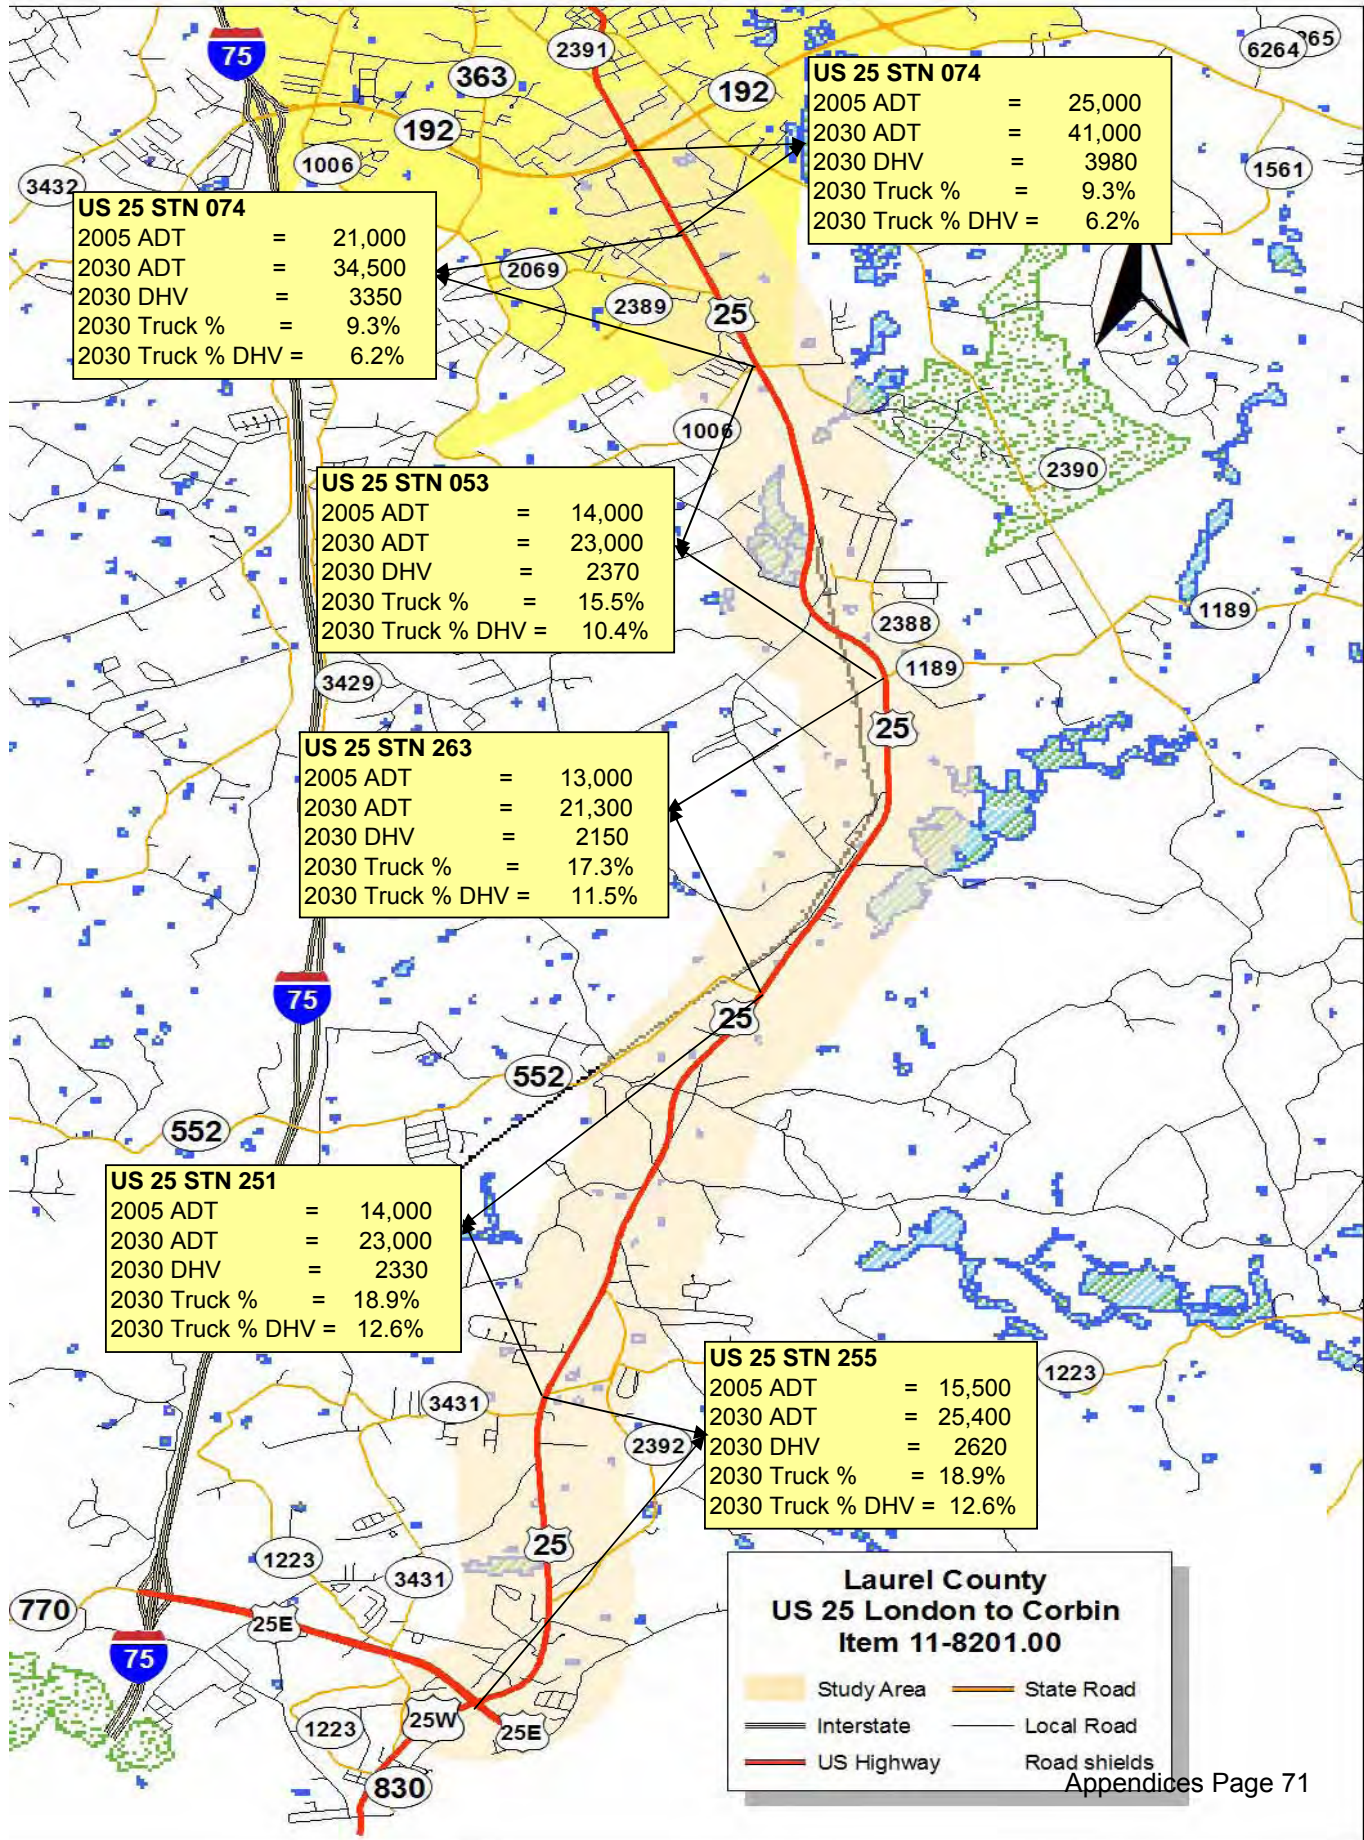 75
2391
363
192
192
1006
3432
6264
365
1561
US 25 STN 074
2005 ADT = 25,000
2030 ADT = 41,000
2030 DHV = 3980
2030 Truck % = 9.3%
2030 Truck % DHV = 6.2%
US 25 STN 074
2005 ADT = 21,000
2030 ADT = 34,500
2030 DHV = 3350
2030 Truck % = 9.3%
2030 Truck % DHV = 6.2%
2069
2389
25
1006
2390
US 25 STN 053
2005 ADT = 14,000
2030 ADT = 23,000
2030 DHV = 2370
2030 Truck % = 15.5%
2030 Truck % DHV = 10.4%
1189
2388
1189
3429
25
US 25 STN 263
2005 ADT = 13,000
2030 ADT = 21,300
2030 DHV = 2150
2030 Truck % = 17.3%
2030 Truck % DHV = 11.5%
75
25
552
552
US 25 STN 251
2005 ADT = 14,000
2030 ADT = 23,000
2030 DHV = 2330
2030 Truck % = 18.9%
2030 Truck % DHV = 12.6%
US 25 STN 255
2005 ADT = 15,500
2030 ADT = 25,400
2030 DHV = 2620
2030 Truck % = 18.9%
2030 Truck % DHV = 12.6%
1223
3431
2392
25
1223
3431
770
25E
75
1223
25W
25E
830
Laurel County
US 25 London to Corbin
Item 11-8201.00
Study Area
State Road
Interstate
Local Road
US Highway
Road shields
Appendices Page 71